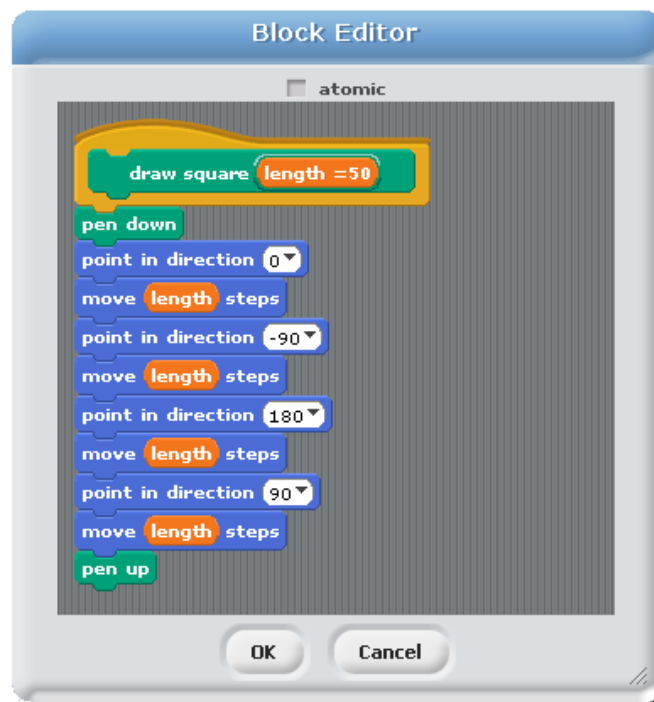 Block Editor
atomic
draw square length =50
pen down
point in direction 0
move length steps
point in direction -90
move length steps
point in direction 180
move length steps
point in direction 90
move length steps
pen up
OK Cancel